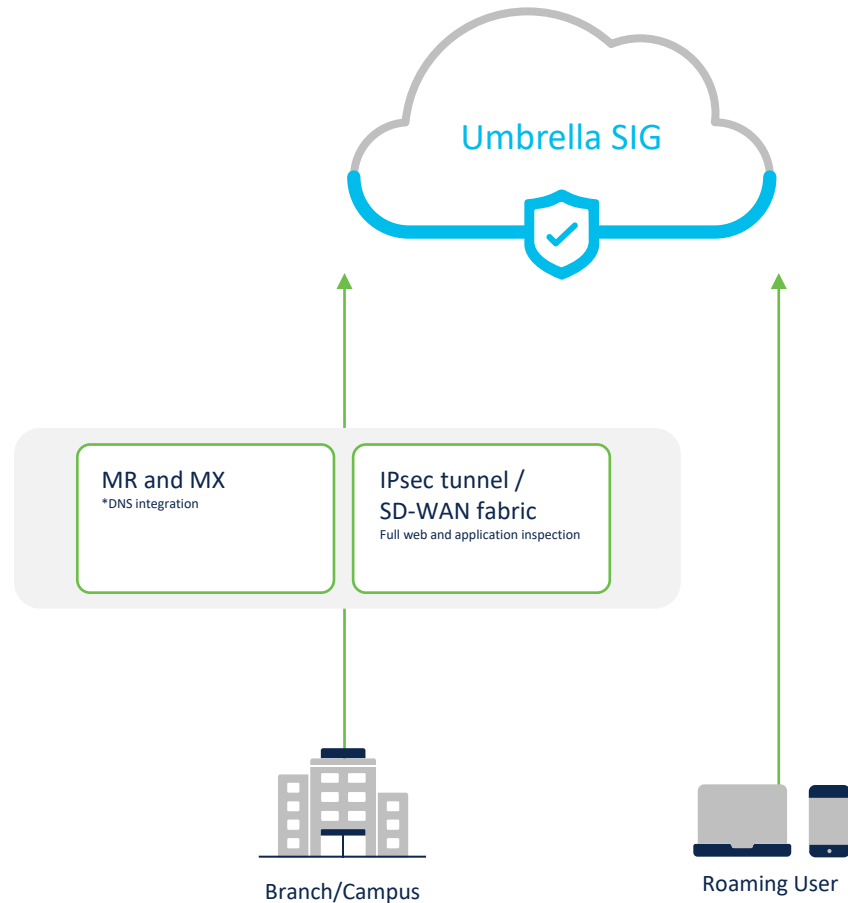 Umbrella SIG
MR and MX
*DNS integration
IPsec tunnel /
SD-WAN fabric
Full web and application inspection
Branch/Campus
Roaming User